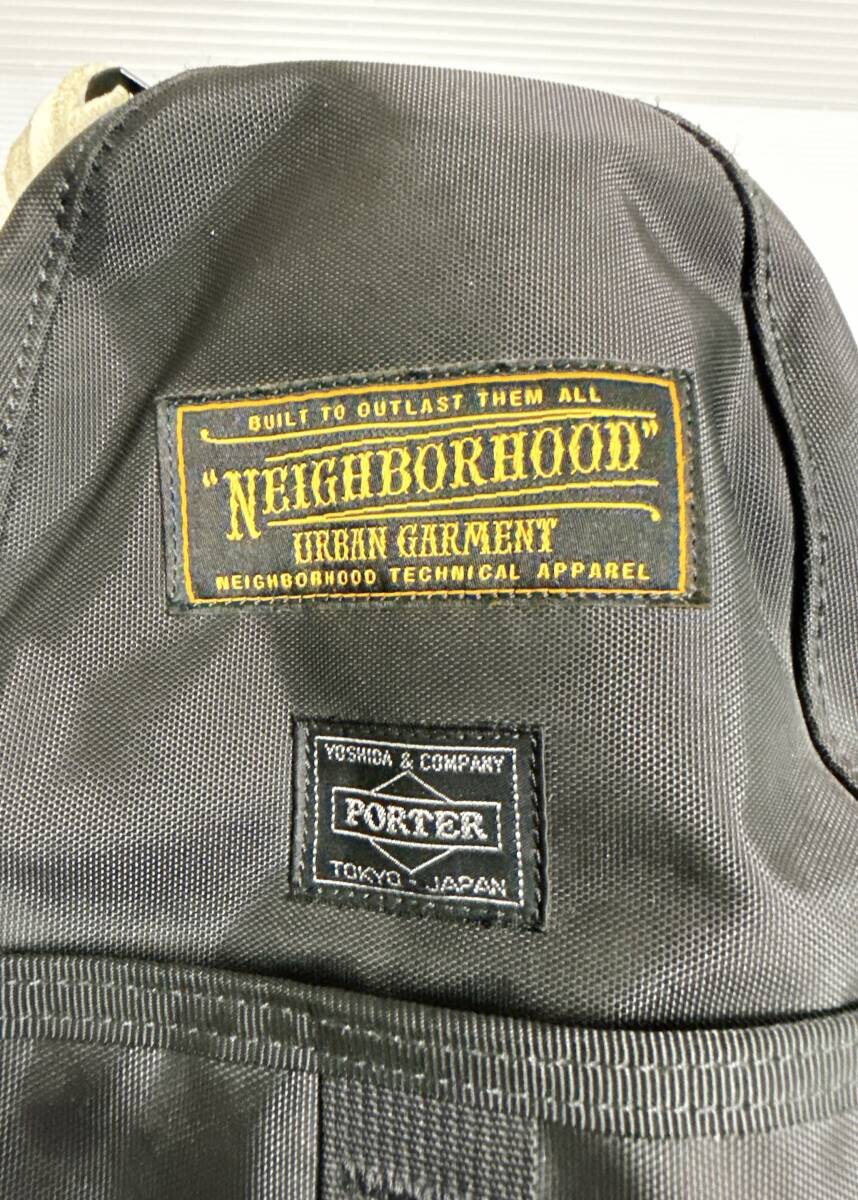 BUILT TO OUTLAST THEM ALL
"NEIGHBORHOOD"
URBAN GARMENT
NEIGHBORHOOD TECHNICAL APPAREL
YOSHIDA & COMPANY
PORTER
TOKYO - JAPAN